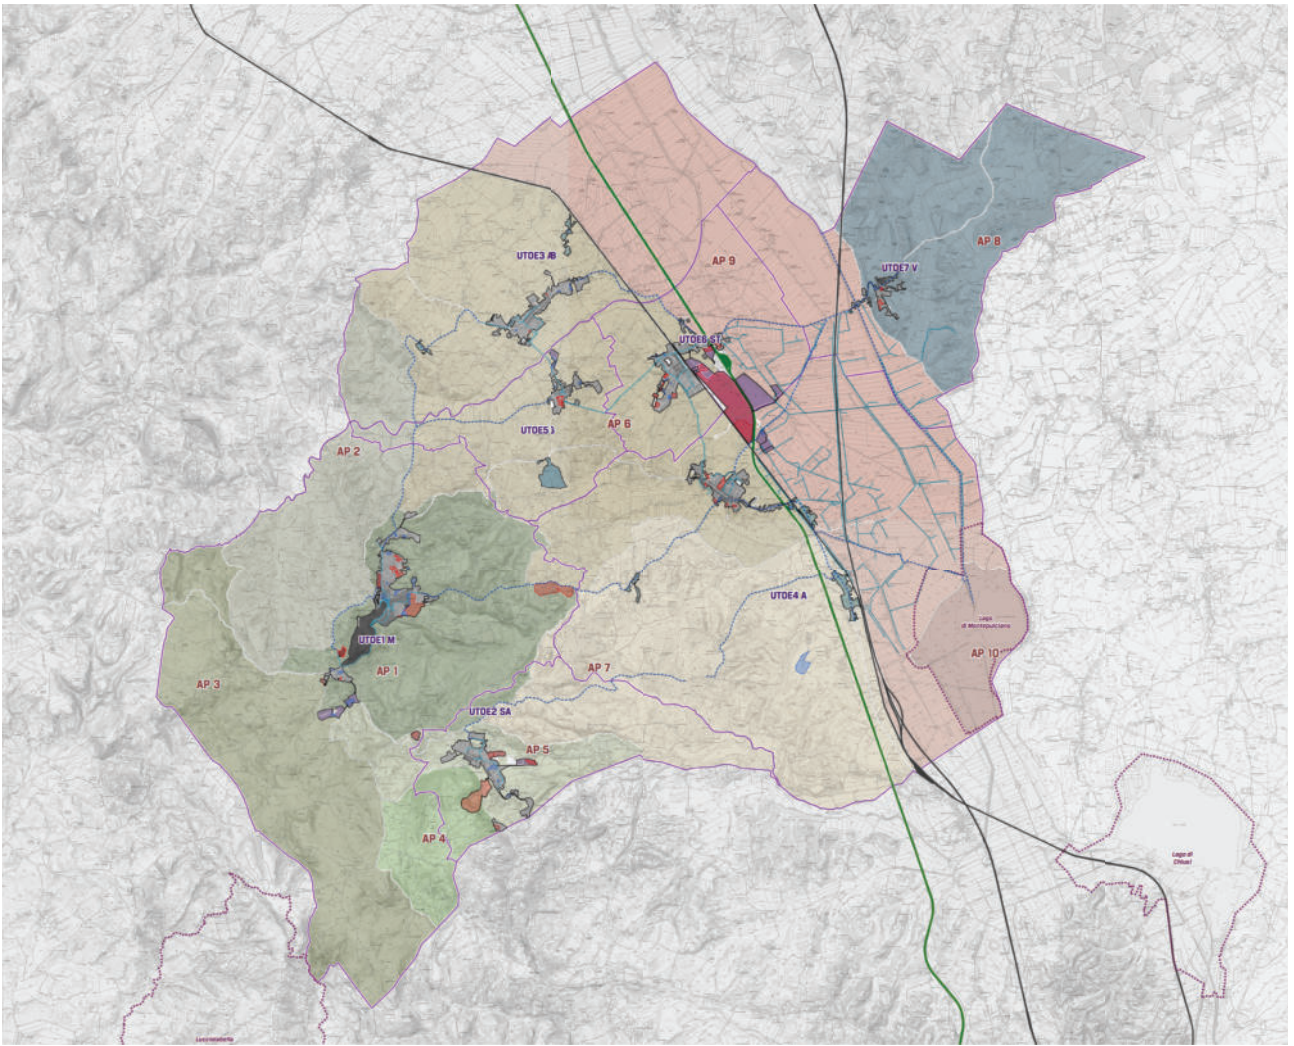 AP 8
UTOE3 AB
AP 9
UTOE7 V
UTOE6 ST
AP 6
UTOE5
AP 2
UTOE4 A
Lago
di Montepulciano
UTOE1 M
AP 10
AP 7
AP 1
AP 3
UTOE2 SA
AP 5
AP 4
Lago di
Chiusi